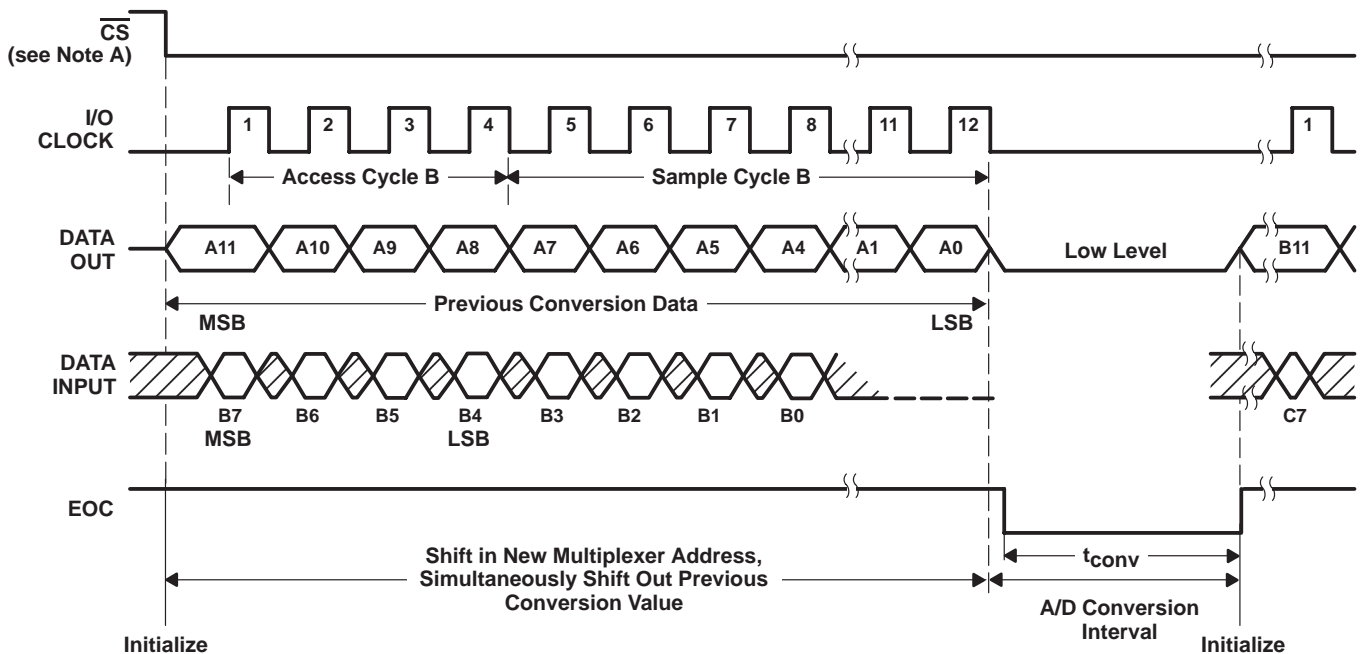 CS
(see Note A)
I/O
CLOCK
1 2 3 4 5 6 7 8 11 12 1
Access Cycle B Sample Cycle B
DATA
OUT
A11 A10 A9 A8 A7 A6 A5 A4 A1 A0 Low Level B11
Previous Conversion Data
MSB LSB
DATA
INPUT
B7 B6 B5 B4 B3 B2 B1 B0 C7
MSB LSB
EOC
Shift in New Multiplexer Address,
Simultaneously Shift Out Previous
Conversion Value
tconv
A/D Conversion
Interval
Initialize Initialize